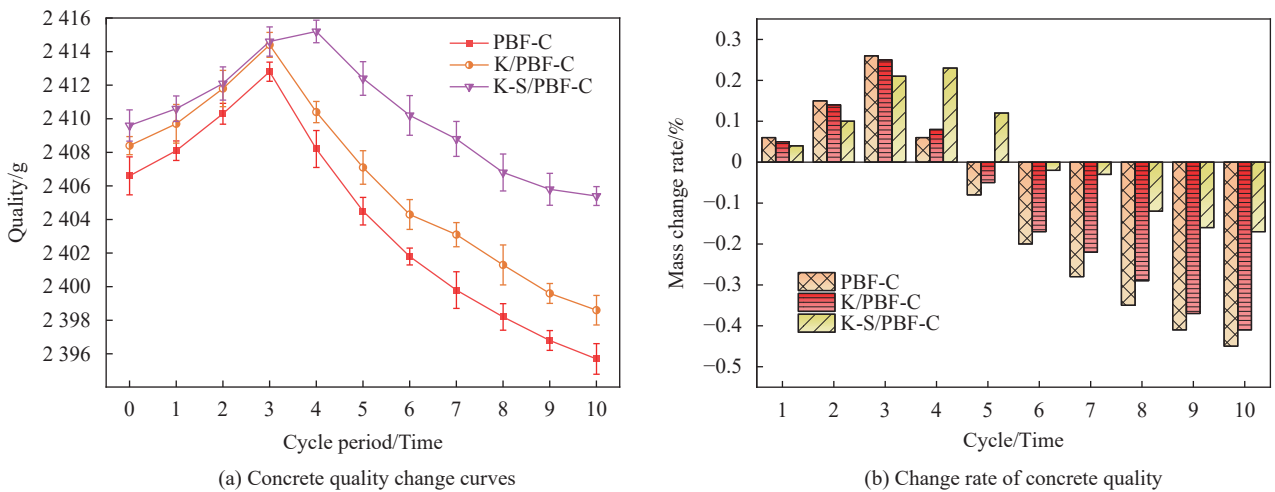 2 416
2 414
2 412
2 410
2 408
2 406
2 404
2 402
2 400
2 398
2 396
Quality/g
PBF-C
K/PBF-C
K-S/PBF-C
0 1 2 3 4 5 6 7 8 9 10
Cycle period/Time
(a) Concrete quality change curves
0.3
0.2
0.1
0
−0.1
−0.2
−0.3
−0.4
−0.5
Mass change rate/%
PBF-C
K/PBF-C
K-S/PBF-C
1 2 3 4 5 6 7 8 9 10
Cycle/Time
(b) Change rate of concrete quality